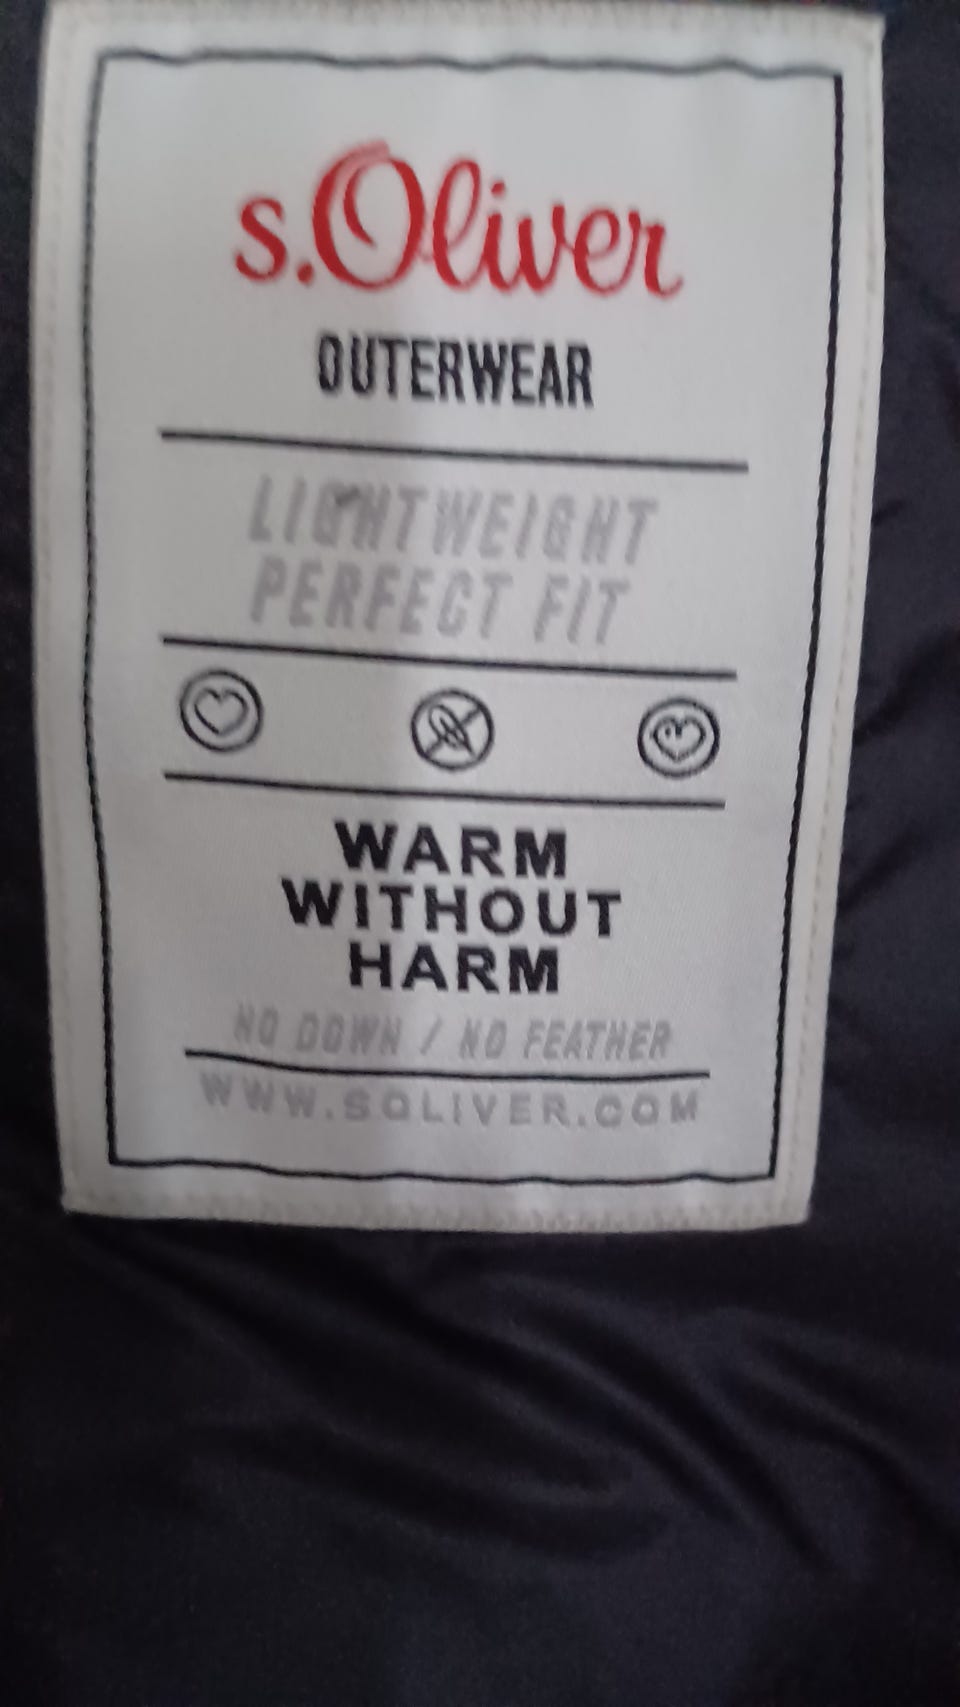 s.Oliver
OUTERWEAR
LIGHTWEIGHT
PERFECT FIT
WARM
WITHOUT
HARM
NO DOWN / NO FEATHER
WWW.SOLIVER.COM